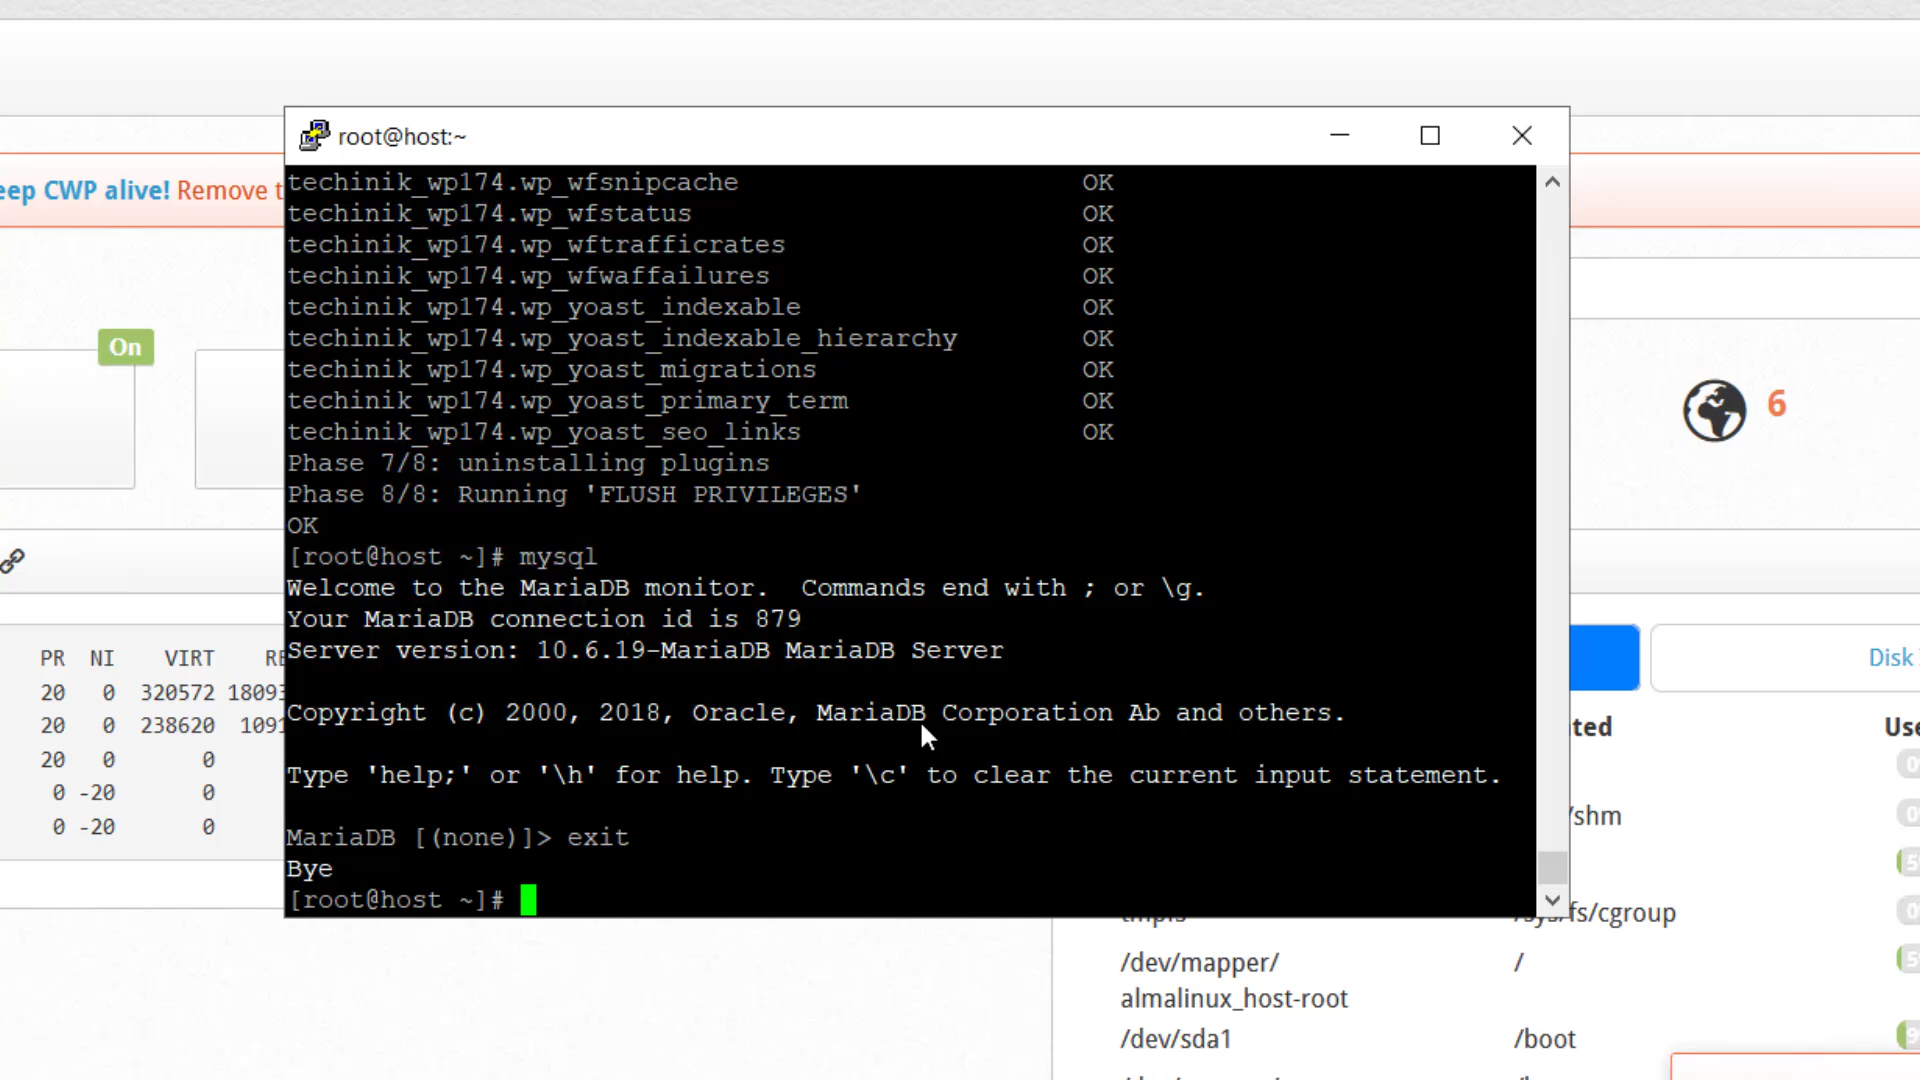 eep CWP alive! Remove t
On
6
root@host:~
techinik_wp174.wp_wfsnipcache OK
techinik_wp174.wp_wfstatus OK
techinik_wp174.wp_wftrafficrates OK
techinik_wp174.wp_wfwaffailures OK
techinik_wp174.wp_yoast_indexable OK
techinik_wp174.wp_yoast_indexable_hierarchy OK
techinik_wp174.wp_yoast_migrations OK
techinik_wp174.wp_yoast_primary_term OK
techinik_wp174.wp_yoast_seo_links OK
Phase 7/8: uninstalling plugins
Phase 8/8: Running 'FLUSH PRIVILEGES'
OK
[root@host ~]# mysql
Welcome to the MariaDB monitor.  Commands end with ; or \g.
Your MariaDB connection id is 879
Server version: 10.6.19-MariaDB MariaDB Server
Copyright (c) 2000, 2018, Oracle, MariaDB Corporation Ab and others.
Type 'help;' or '\h' for help. Type '\c' to clear the current input statement.
MariaDB [(none)]> exit
Bye
[root@host ~]#
PR NI VIRT RE
20 0 320572 18093
20 0 238620 1091
20 0 0
0 -20 0
0 -20 0
Disk
ted Use
/shm
/sys/fs/cgroup
/dev/mapper/ /
almalinux_host-root
/dev/sda1 /boot